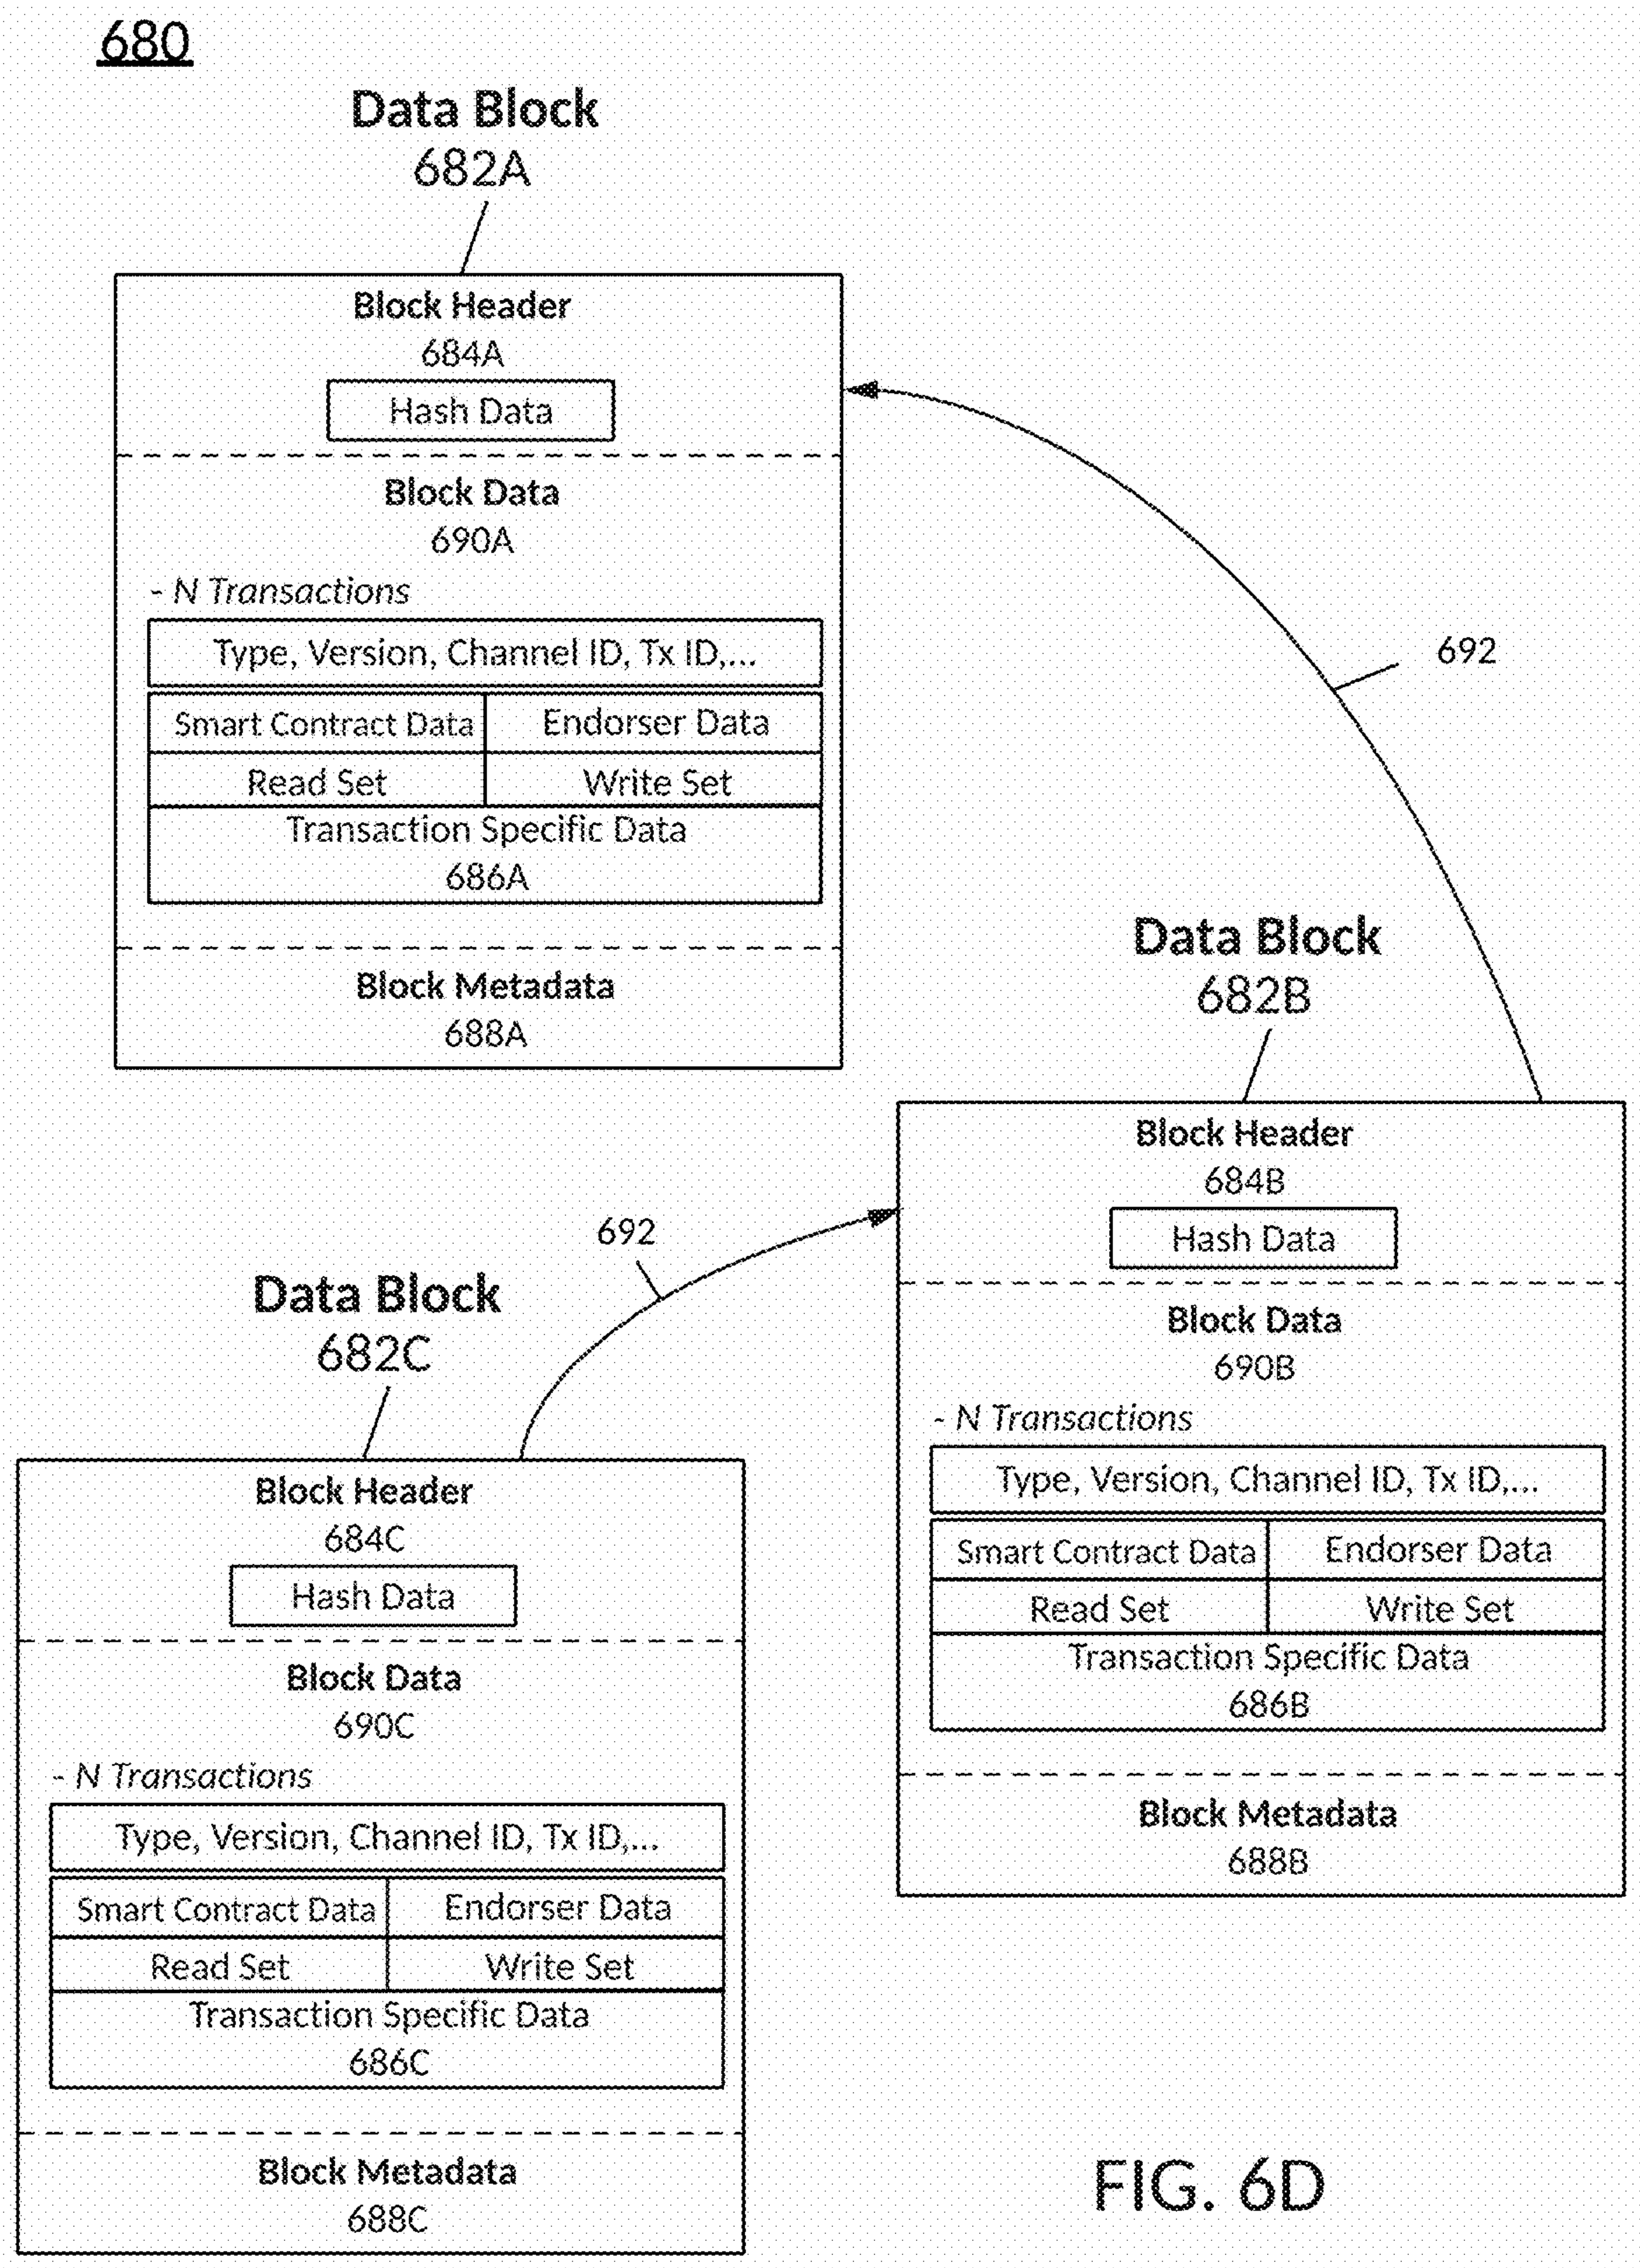 680
Data Block
682A
Block Header
684A
Hash Data
Block Data
690A
- N Transactions
Type, Version, Channel ID, Tx ID,...
Smart Contract Data
Endorser Data
Read Set
Write Set
Transaction Specific Data
686A
Block Metadata
688A
692
Data Block
682B
Block Header
684B
Hash Data
Block Data
690B
- N Transactions
Type, Version, Channel ID, Tx ID,...
Smart Contract Data
Endorser Data
Read Set
Write Set
Transaction Specific Data
686B
Block Metadata
688B
692
Data Block
682C
Block Header
684C
Hash Data
Block Data
690C
- N Transactions
Type, Version, Channel ID, Tx ID,...
Smart Contract Data
Endorser Data
Read Set
Write Set
Transaction Specific Data
686C
Block Metadata
688C
FIG. 6D